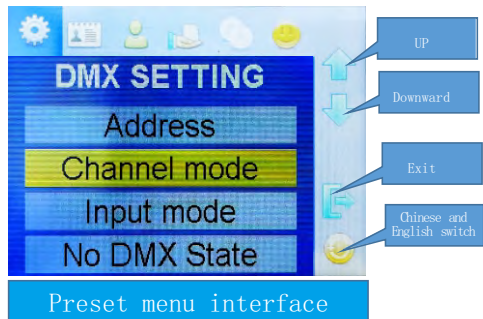 DMX SETTING
Address
Channel mode
Input mode
No DMX State
UP
Downward
Exit
Chinese and
English switch
Preset menu interface